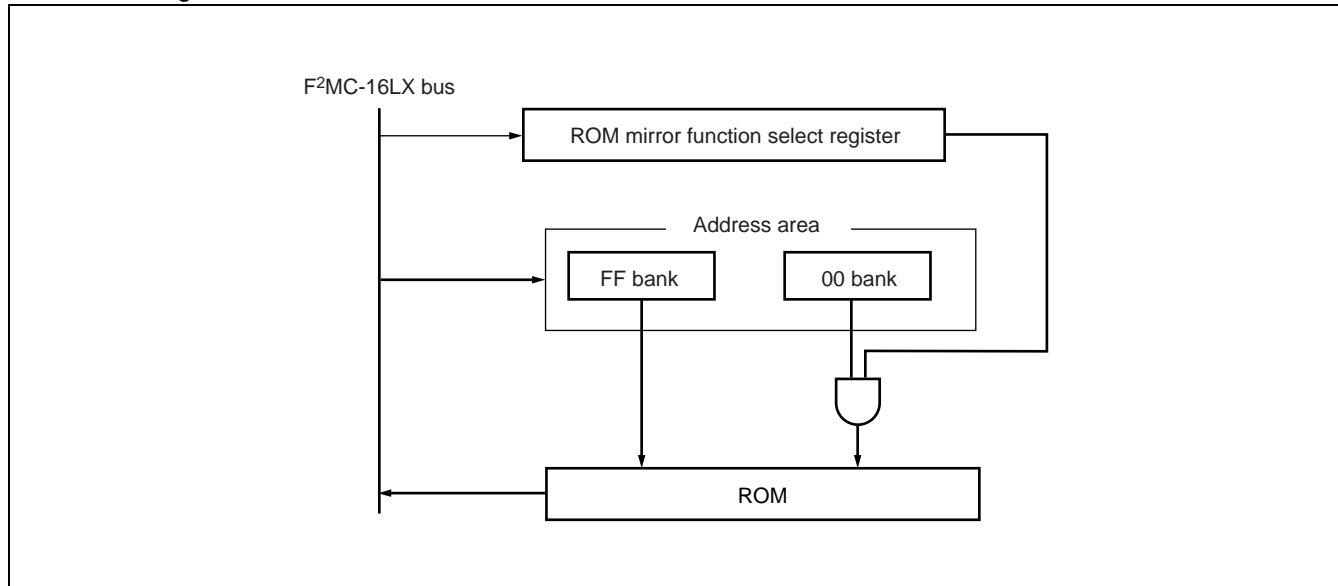 F²MC-16LX bus
ROM mirror function select register
Address area
FF bank
00 bank
ROM